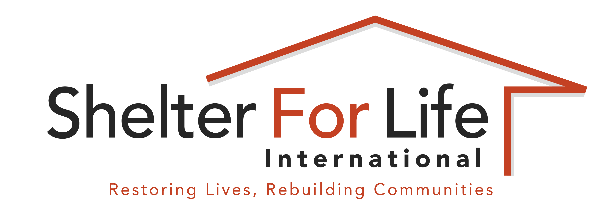 Shelter For Life
International
Restoring Lives, Rebuilding Communities